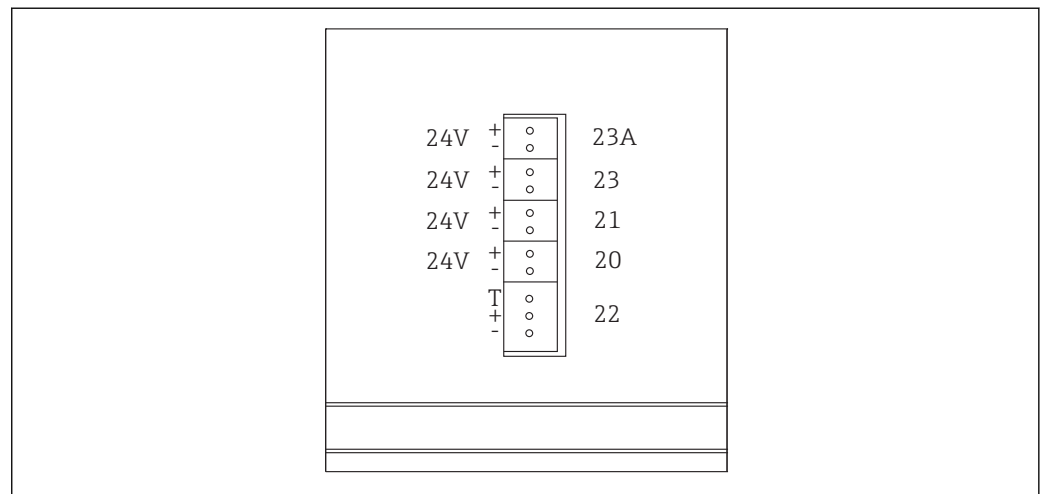 24V + - 23A
24V + - 23
24V + - 21
24V + - 20
T + - 22